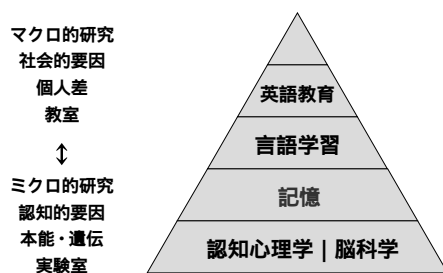 マクロ的研究
社会的要因
個人差
教室
↕
ミクロ的研究
認知的要因
本能・遺伝
実験室
英語教育
言語学習
記憶
認知心理学｜脳科学